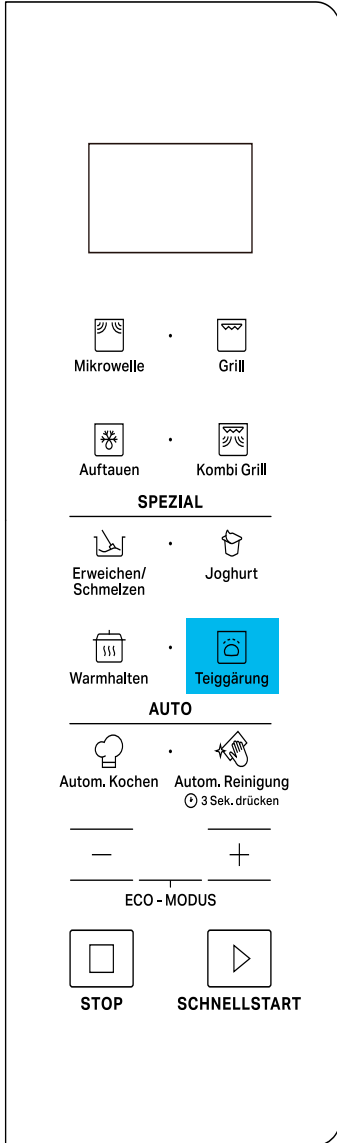 Mikrowelle
Grill
Auftauen
Kombi Grill
SPEZIAL
Erweichen/
Schmelzen
Joghurt
Warmhalten
Teiggärung
AUTO
Autom. Kochen
Autom. Reinigung
3 Sek. drücken
ECO - MODUS
STOP
SCHNELLSTART